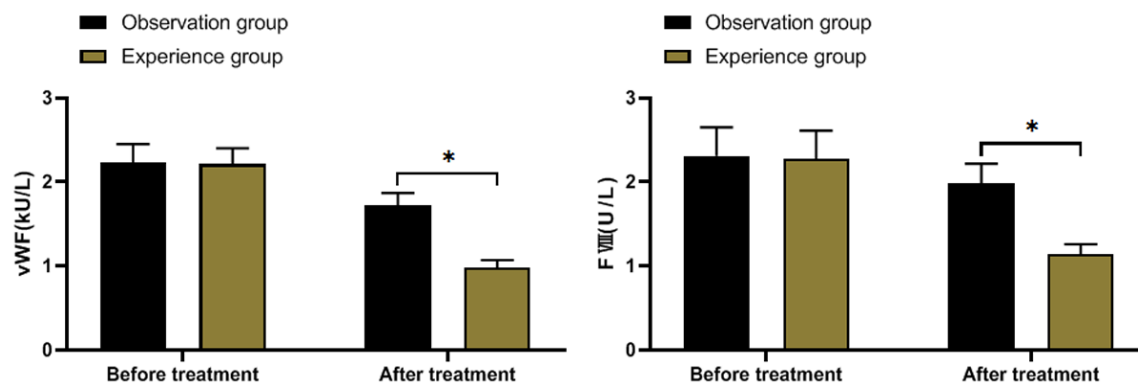 Observation group
Experience group
vWF(kU/L)
3
2
1
0
*
Before treatment
After treatment
Observation group
Experience group
F Ⅷ(U/L)
3
2
1
0
*
Before treatment
After treatment